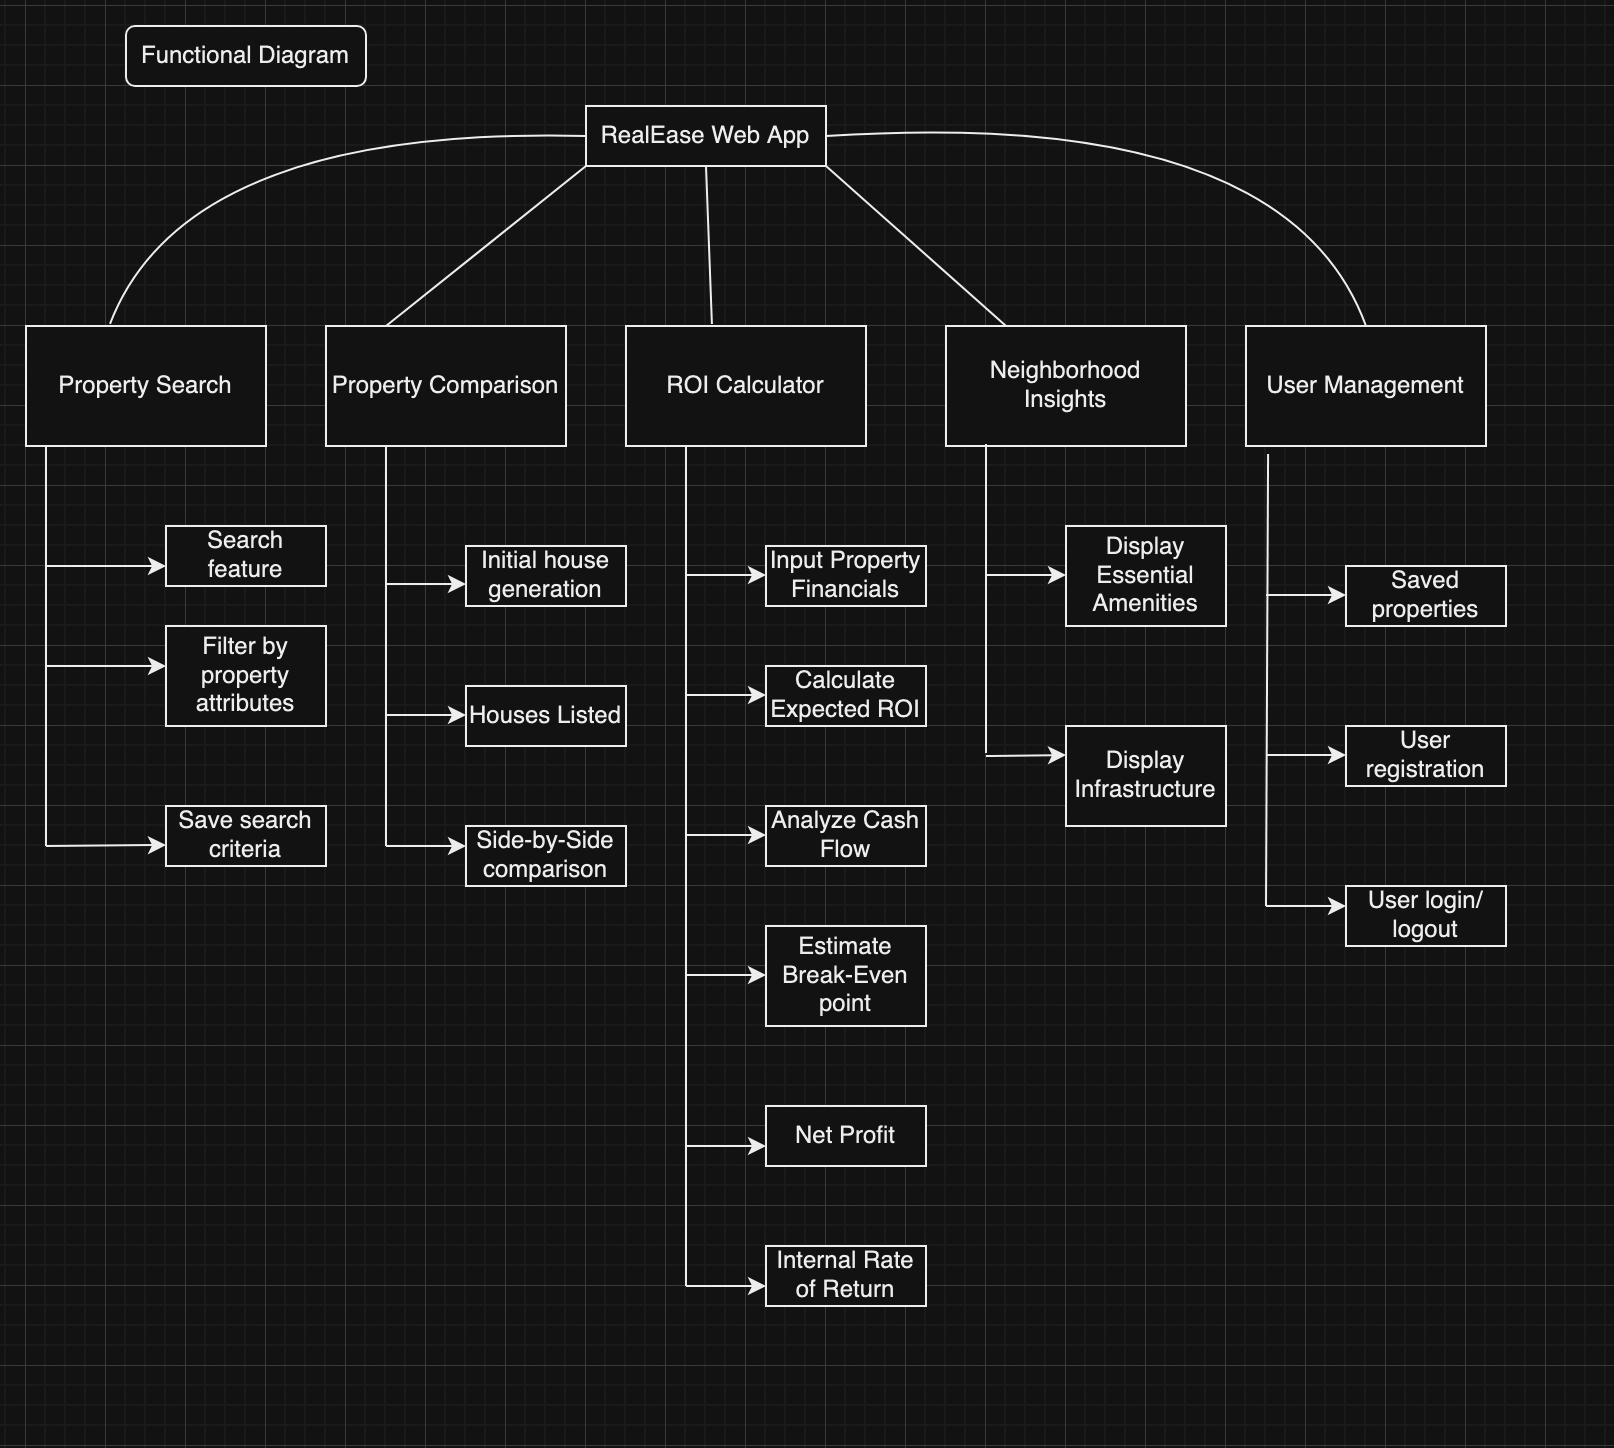 Functional Diagram
RealEase Web App
Property Search
Property Comparison
ROI Calculator
Neighborhood
Insights
User Management
Search
feature
Filter by
property
attributes
Save search
criteria
Initial house
generation
Houses Listed
Side-by-Side
comparison
Input Property
Financials
Calculate
Expected ROI
Analyze Cash
Flow
Estimate
Break-Even
point
Net Profit
Internal Rate
of Return
Display
Essential
Amenities
Display
Infrastructure
Saved
properties
User
registration
User login/
logout